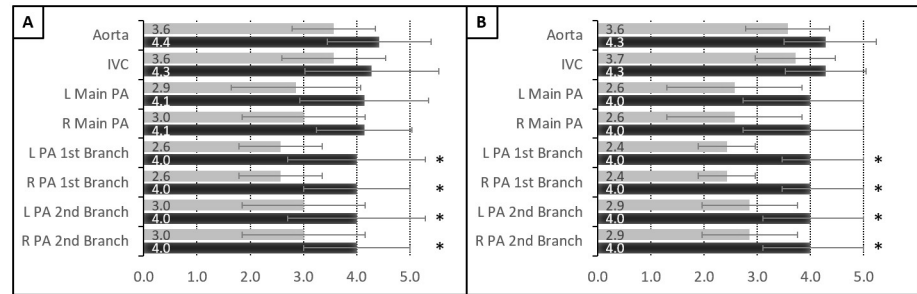 A
Aorta 3.6
4.4
IVC 3.6
4.3
L Main PA 2.9
4.1
R Main PA 3.0
4.1
L PA 1st Branch 2.6
4.0 *
R PA 1st Branch 2.6
4.0 *
L PA 2nd Branch 3.0
4.0 *
R PA 2nd Branch 3.0
4.0 *
0.0 1.0 2.0 3.0 4.0 5.0
B
Aorta 3.6
4.3
IVC 3.7
4.3
L Main PA 2.6
4.0
R Main PA 2.6
4.0
L PA 1st Branch 2.4
4.0 *
R PA 1st Branch 2.4
4.0 *
L PA 2nd Branch 2.9
4.0 *
R PA 2nd Branch 2.9
4.0 *
0.0 1.0 2.0 3.0 4.0 5.0